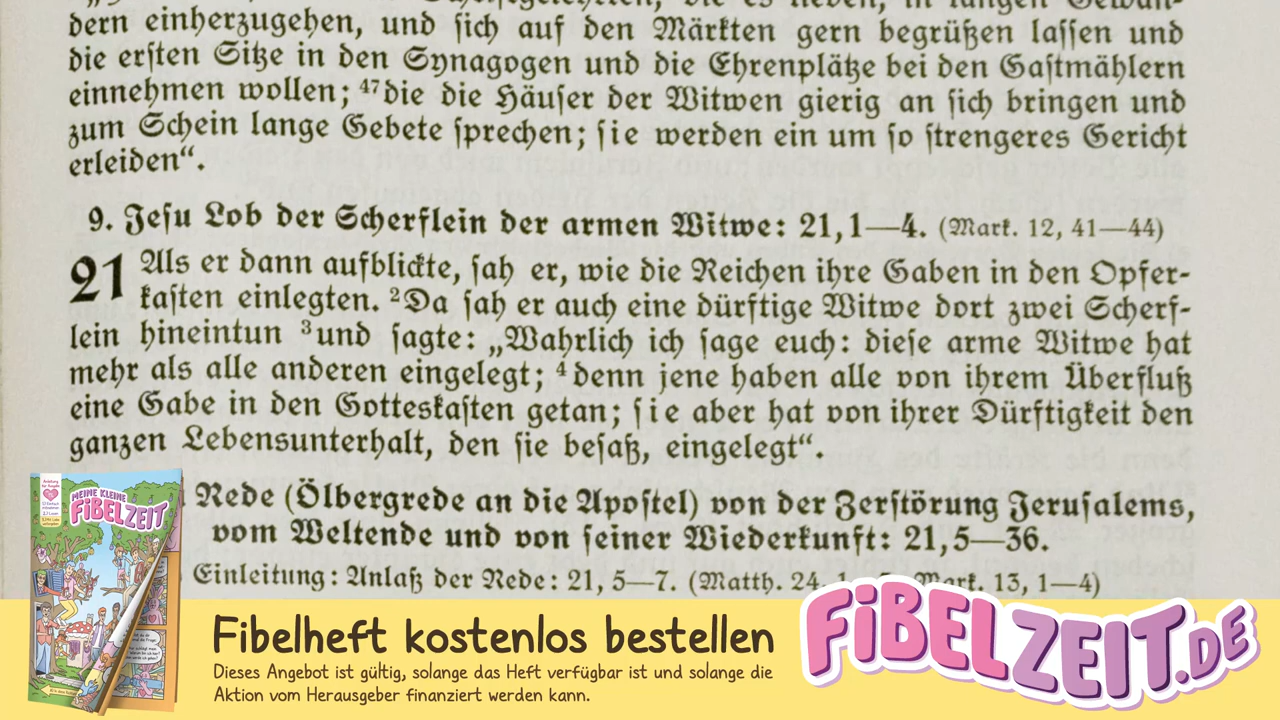 dern einherzugehen, und sich auf den Märkten gern begrüßen lassen und
die ersten Sitze in den Synagogen und die Ehrenplätze bei den Gastmählern
einnehmen wollen; ⁴⁷die die Häuser der Witwen gierig an sich bringen und
zum Schein lange Gebete sprechen; sie werden ein um so strengeres Gericht
erleiden“.
9. Jesu Lob der Scherflein der armen Witwe: 21,1—4. (Mark. 12, 41—44)
21 Als er dann aufblickte, sah er, wie die Reichen ihre Gaben in den Opfer-
kasten einlegten. ²Da sah er auch eine dürftige Witwe dort zwei Scherf-
lein hineintun ³und sagte: „Wahrlich ich sage euch: diese arme Witwe hat
mehr als alle anderen eingelegt; ⁴denn jene haben alle von ihrem Überfluß
eine Gabe in den Gotteskasten getan; sie aber hat von ihrer Dürftigkeit den
ganzen Lebensunterhalt, den sie besaß, eingelegt“.
Rede (Ölbergrede an die Apostel) von der Zerstörung Jerusalems,
vom Weltende und von seiner Wiederkunft: 21,5—36.
Einleitung: Anlaß der Rede: 21, 5—7. (Matth. 24, Mark. 13, 1—4)
MEINE KLEINE
FiBELZEIT
Fibelheft kostenlos bestellen
Dieses Angebot ist gültig, solange das Heft verfügbar ist und solange die
Aktion vom Herausgeber finanziert werden kann.
FiBELZEIT.DE